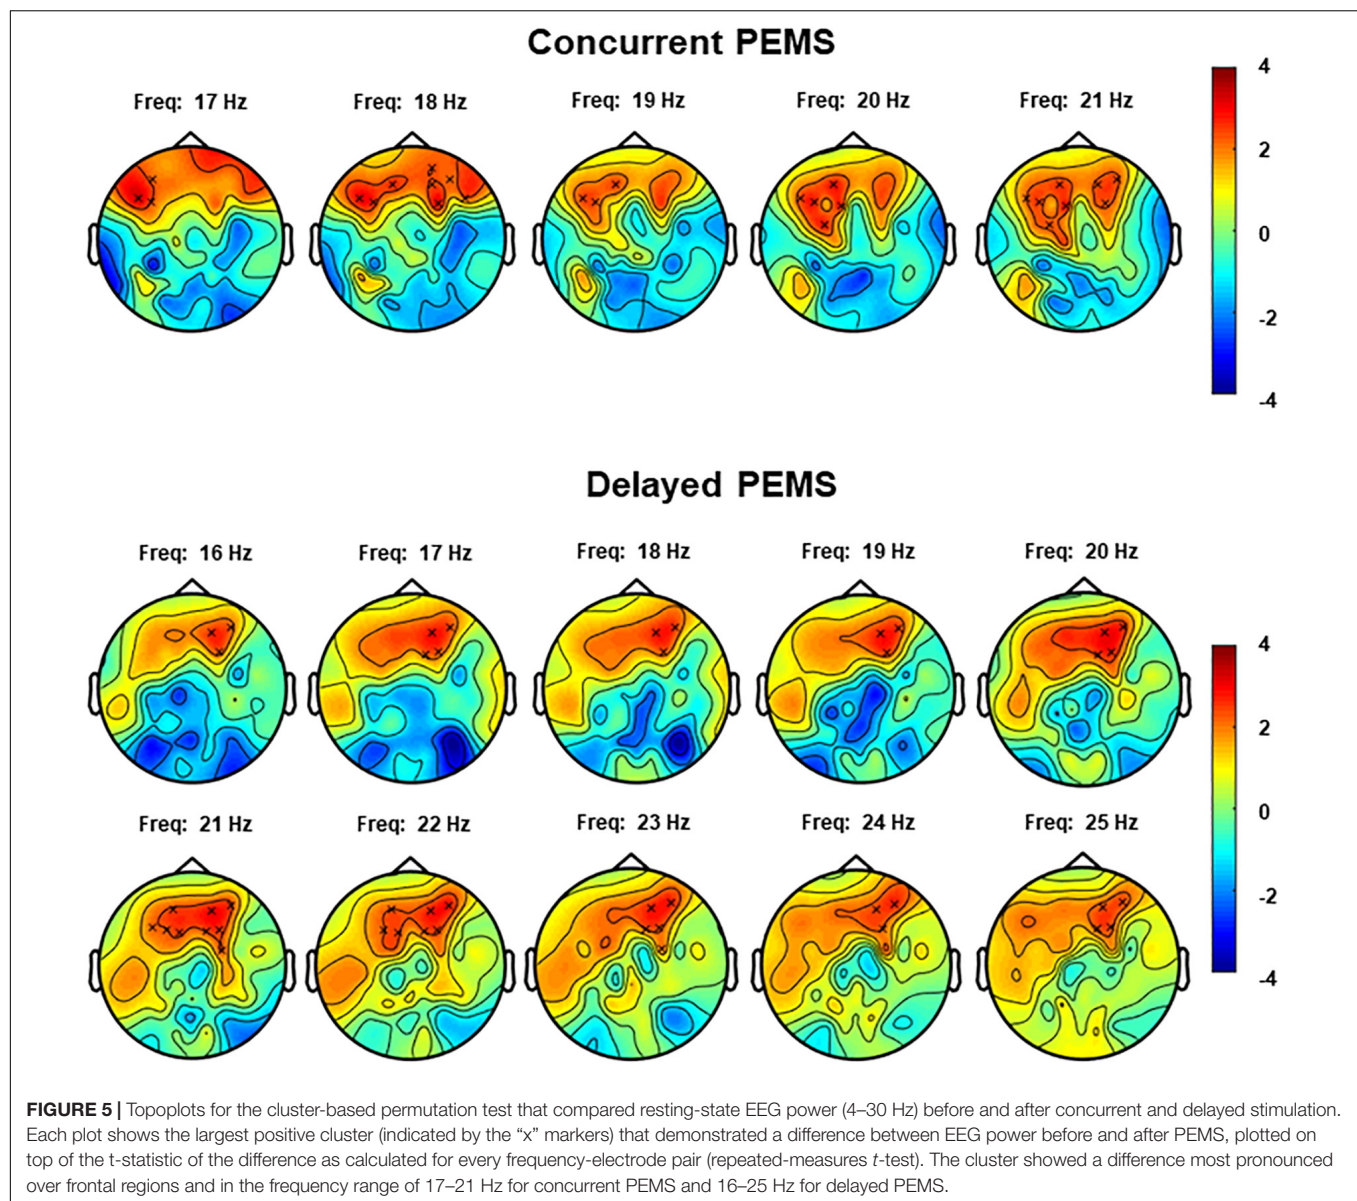 Concurrent PEMS
Freq: 17 Hz Freq: 18 Hz Freq: 19 Hz Freq: 20 Hz Freq: 21 Hz
4
2
0
-2
-4
Delayed PEMS
Freq: 16 Hz Freq: 17 Hz Freq: 18 Hz Freq: 19 Hz Freq: 20 Hz
4
2
0
-2
-4
Freq: 21 Hz Freq: 22 Hz Freq: 23 Hz Freq: 24 Hz Freq: 25 Hz
FIGURE 5 | Topoplots for the cluster-based permutation test that compared resting-state EEG power (4–30 Hz) before and after concurrent and delayed stimulation.
Each plot shows the largest positive cluster (indicated by the “x” markers) that demonstrated a difference between EEG power before and after PEMS, plotted on
top of the t-statistic of the difference as calculated for every frequency-electrode pair (repeated-measures t-test). The cluster showed a difference most pronounced
over frontal regions and in the frequency range of 17–21 Hz for concurrent PEMS and 16–25 Hz for delayed PEMS.